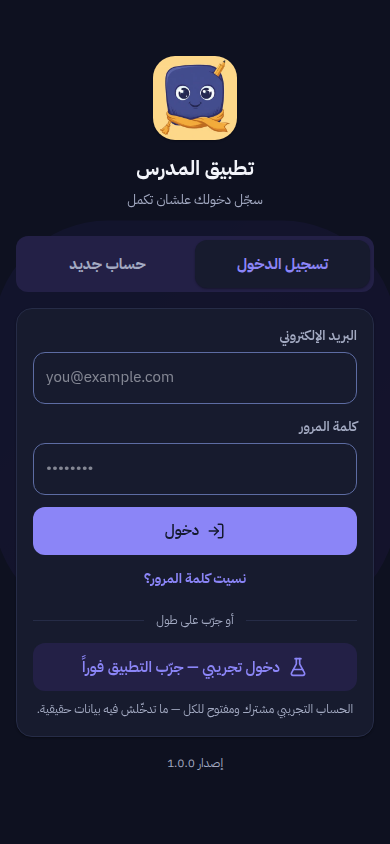 تطبيق المدرس
سجّل دخولك علشان تكمل
تسجيل الدخول
حساب جديد
البريد الإلكتروني
you@example.com
كلمة المرور
••••••••
دخول
نسيت كلمة المرور؟
أو جرّب على طول
دخول تجريبي — جرّب التطبيق فوراً
الحساب التجريبي مشترك ومفتوح للكل — ما تدخّلش فيه بيانات حقيقية.
إصدار 1.0.0